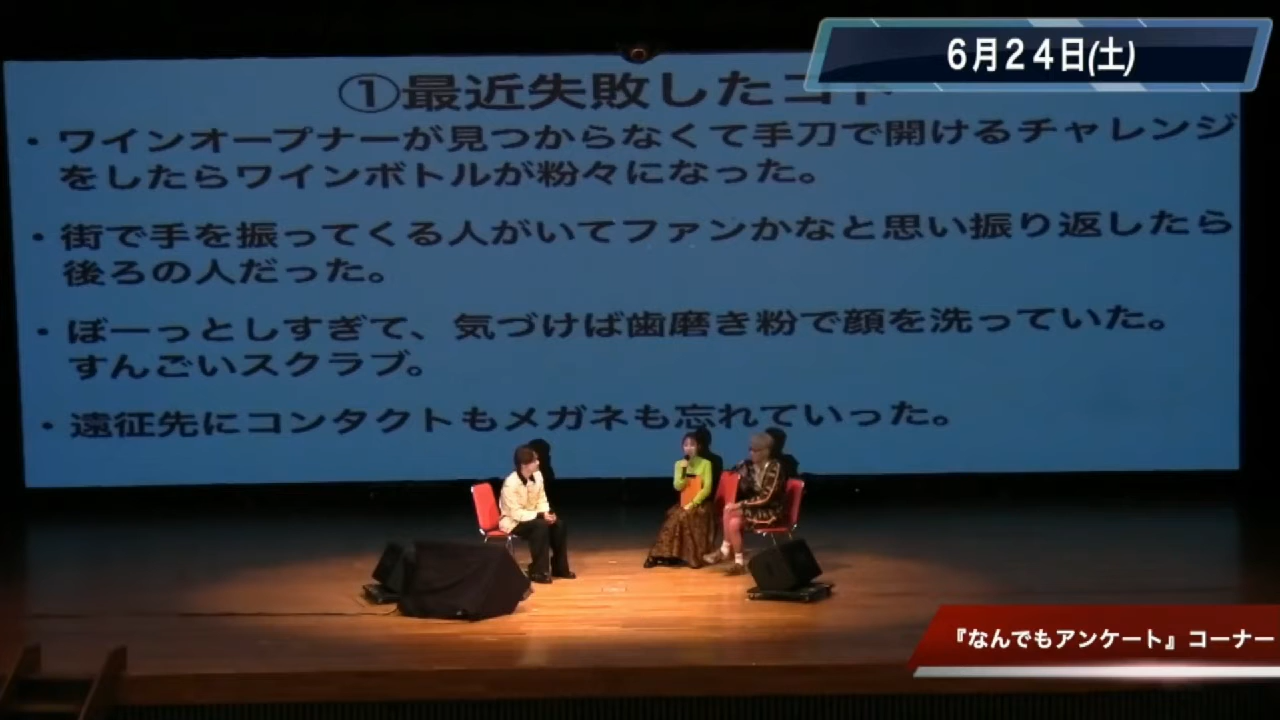 6月24日(土)
①最近失敗したコト
・ワインオープナーが見つからなくて手刀で開けるチャレンジ
をしたらワインボトルが粉々になった。
・街で手を振ってくる人がいてファンかなと思い振り返したら
後ろの人だった。
・ぼーっとしすぎて、気づけば歯磨き粉で顔を洗っていた。
すんごいスクラブ。
・遠征先にコンタクトもメガネも忘れていった。
『なんでもアンケート』コーナー